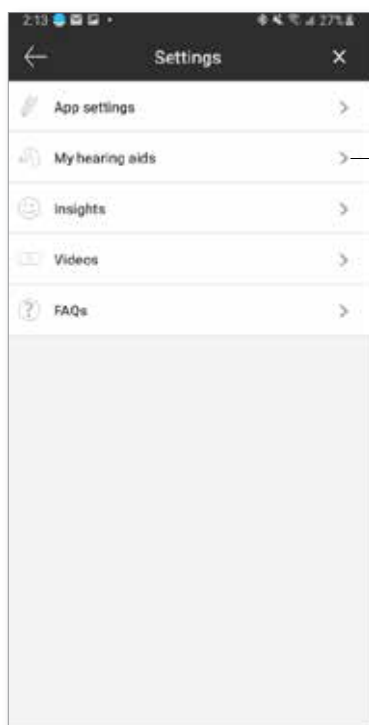 2:13
27%
Settings
App settings
My hearing aids
Insights
Videos
FAQs